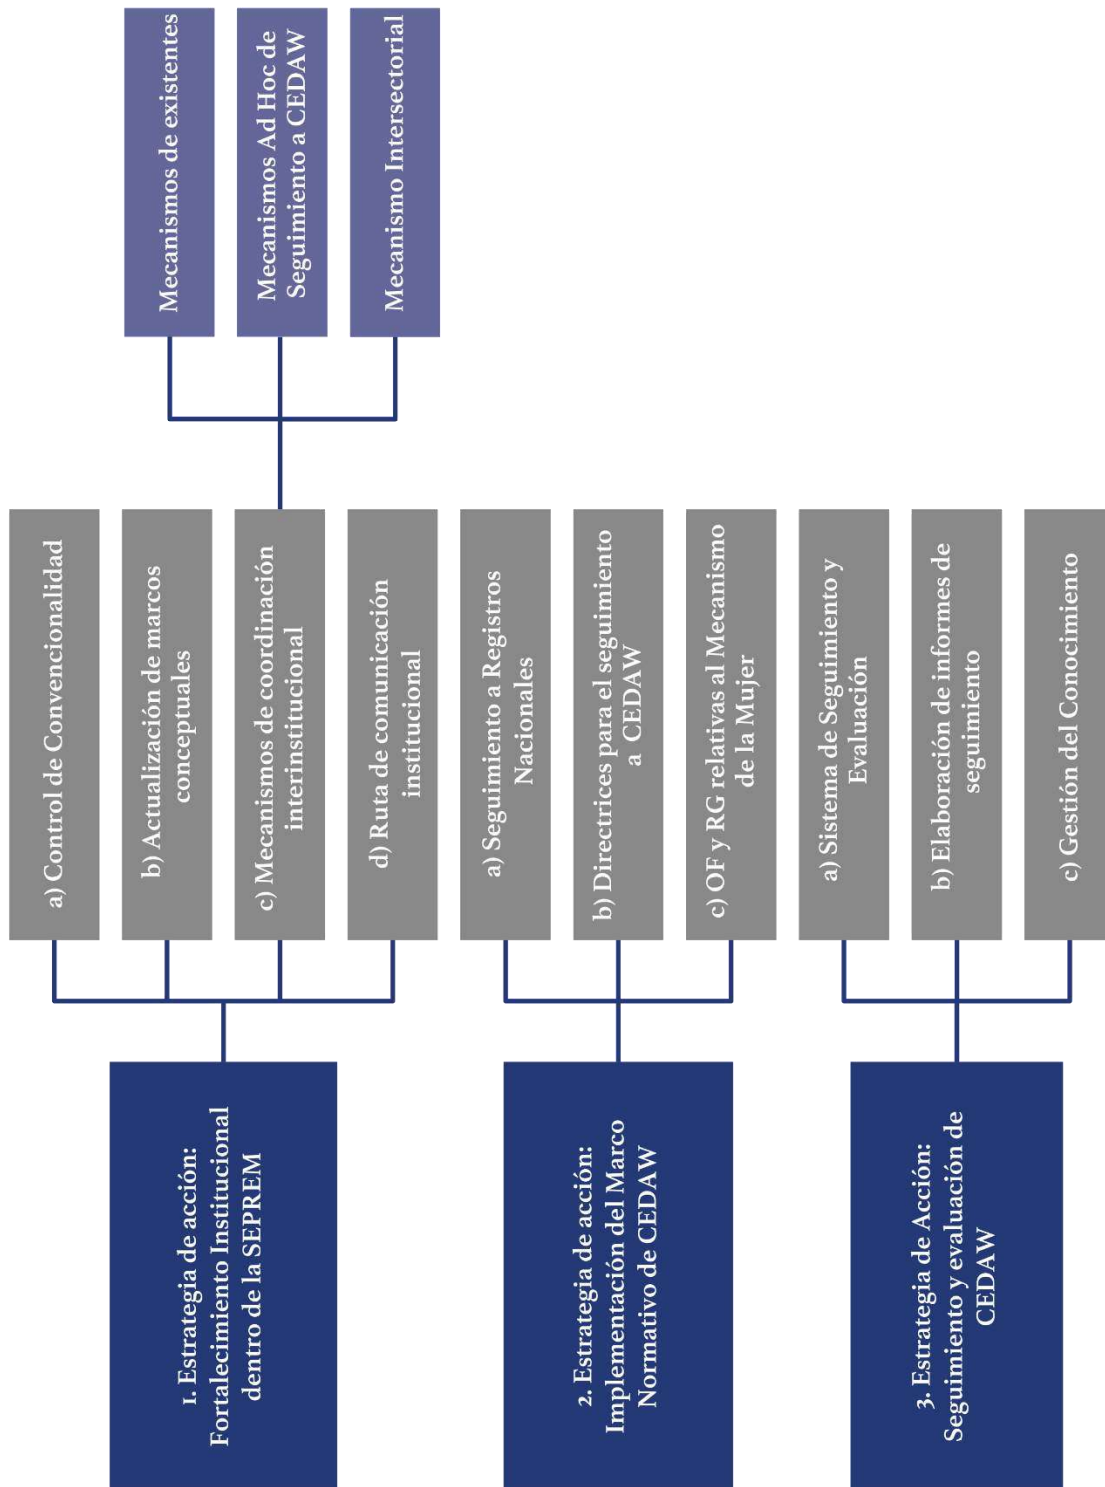 1. Estrategia de acción:
Fortalecimiento Institucional
dentro de la SEPREM
a) Control de Convencionalidad
b) Actualización de marcos
conceptuales
c) Mecanismos de coordinación
interinstitucional
d) Ruta de comunicación
institucional
Mecanismos de existentes
Mecanismos Ad Hoc de
Seguimiento a CEDAW
Mecanismo Intersectorial
2. Estrategia de acción:
Implementación del Marco
Normativo de CEDAW
a) Seguimiento a Registros
Nacionales
b) Directrices para el seguimiento
a CEDAW
c) OF y RG relativas al Mecanismo
de la Mujer
3. Estrategia de Acción:
Seguimiento y evaluación de
CEDAW
a) Sistema de Seguimiento y
Evaluación
b) Elaboración de informes de
seguimiento
c) Gestión del Conocimiento